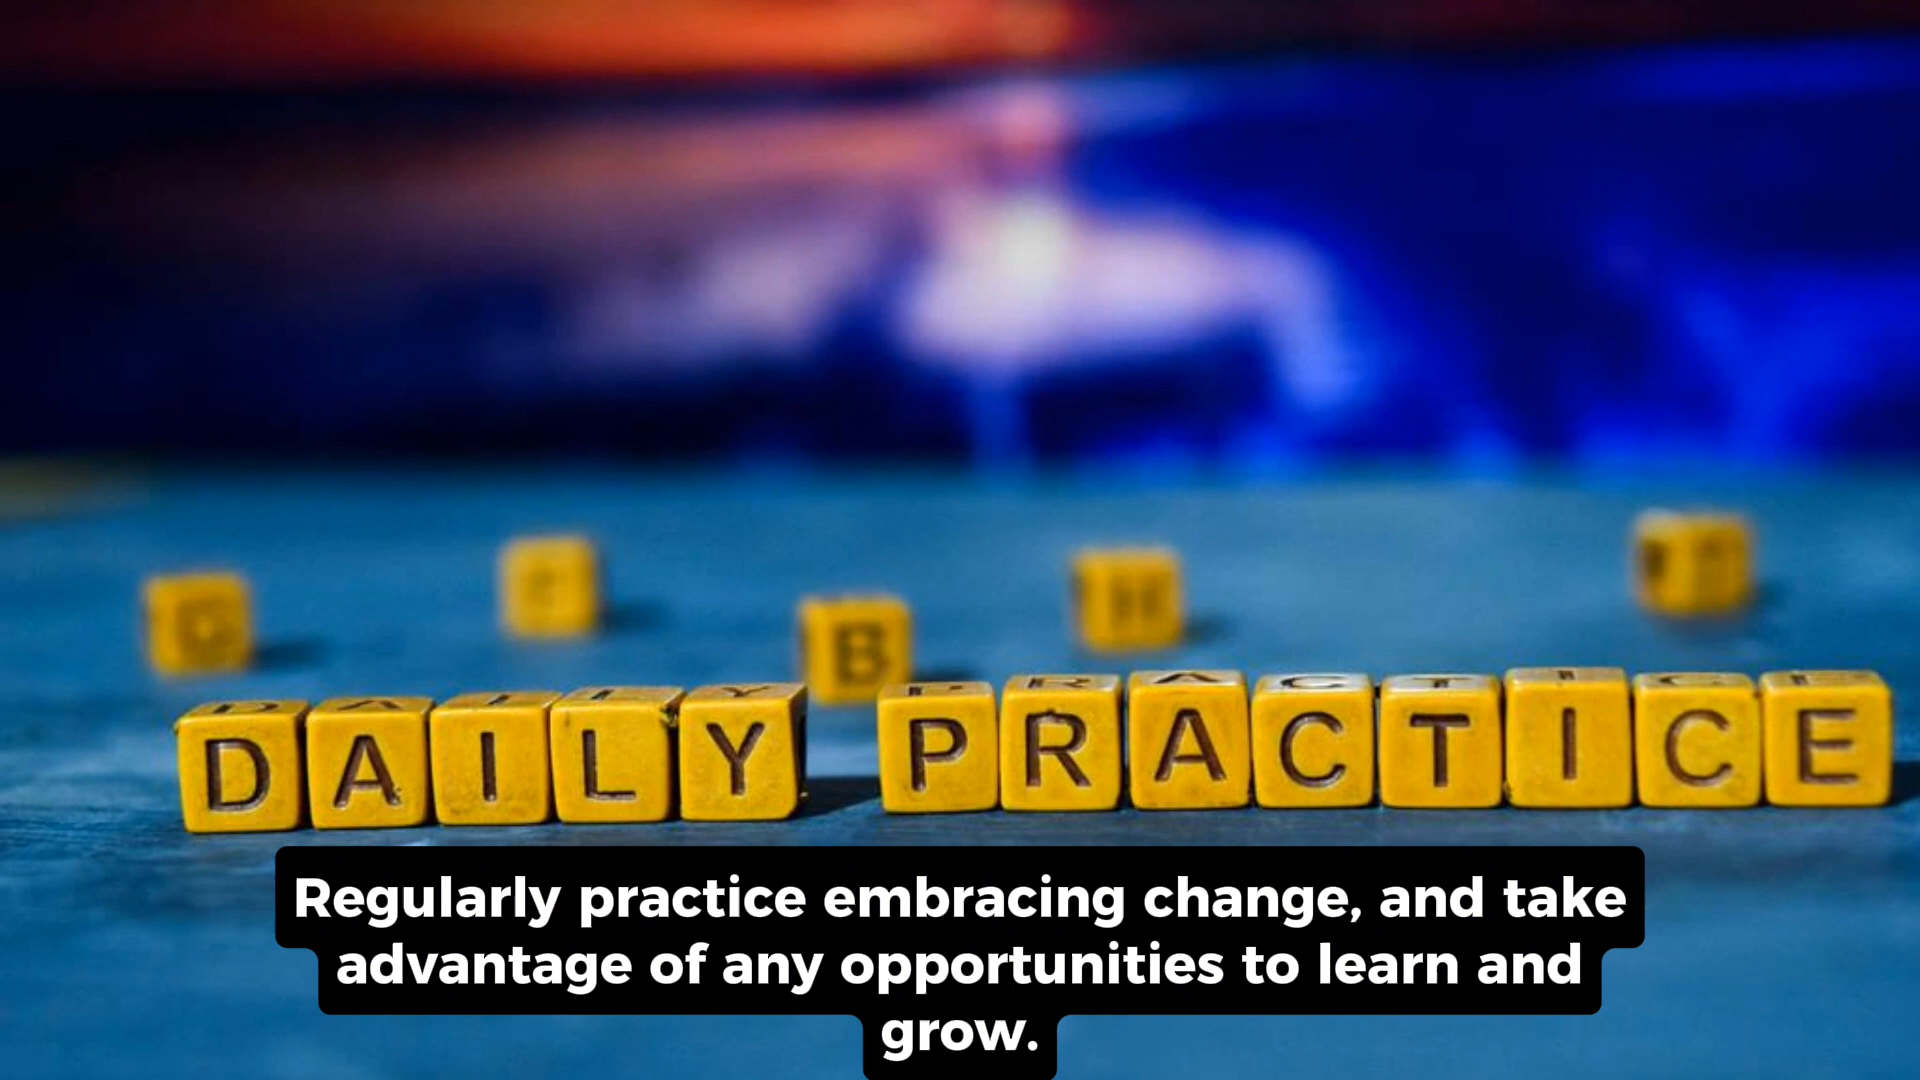 B
H
DAILY PRACTICE
Regularly practice embracing change, and take
advantage of any opportunities to learn and
grow.